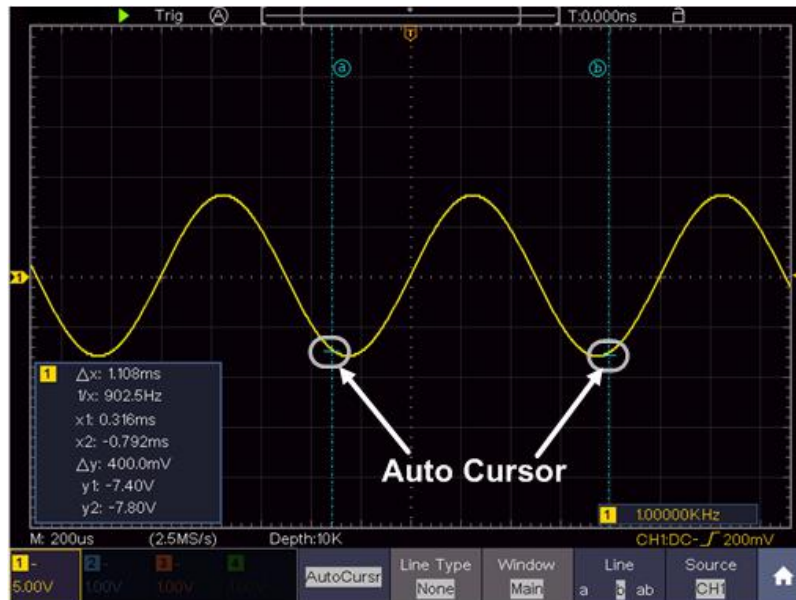 Trig A T:0.000ns
T
a b
1
1 Δx: 1.108ms
1/x: 902.5Hz
x1: 0.316ms
x2: -0.792ms
Δy: 400.0mV
y1: -7.40V
y2: -7.80V
Auto Cursor
1 1.00000KHz
M: 200us (2.5MS/s) Depth:10K CH1:DC- 200mV
1 2 3 4
5.00V 1.00V 1.00V
AutoCursr
Line Type
None
Window
Main
Line
a b ab
Source
CH1